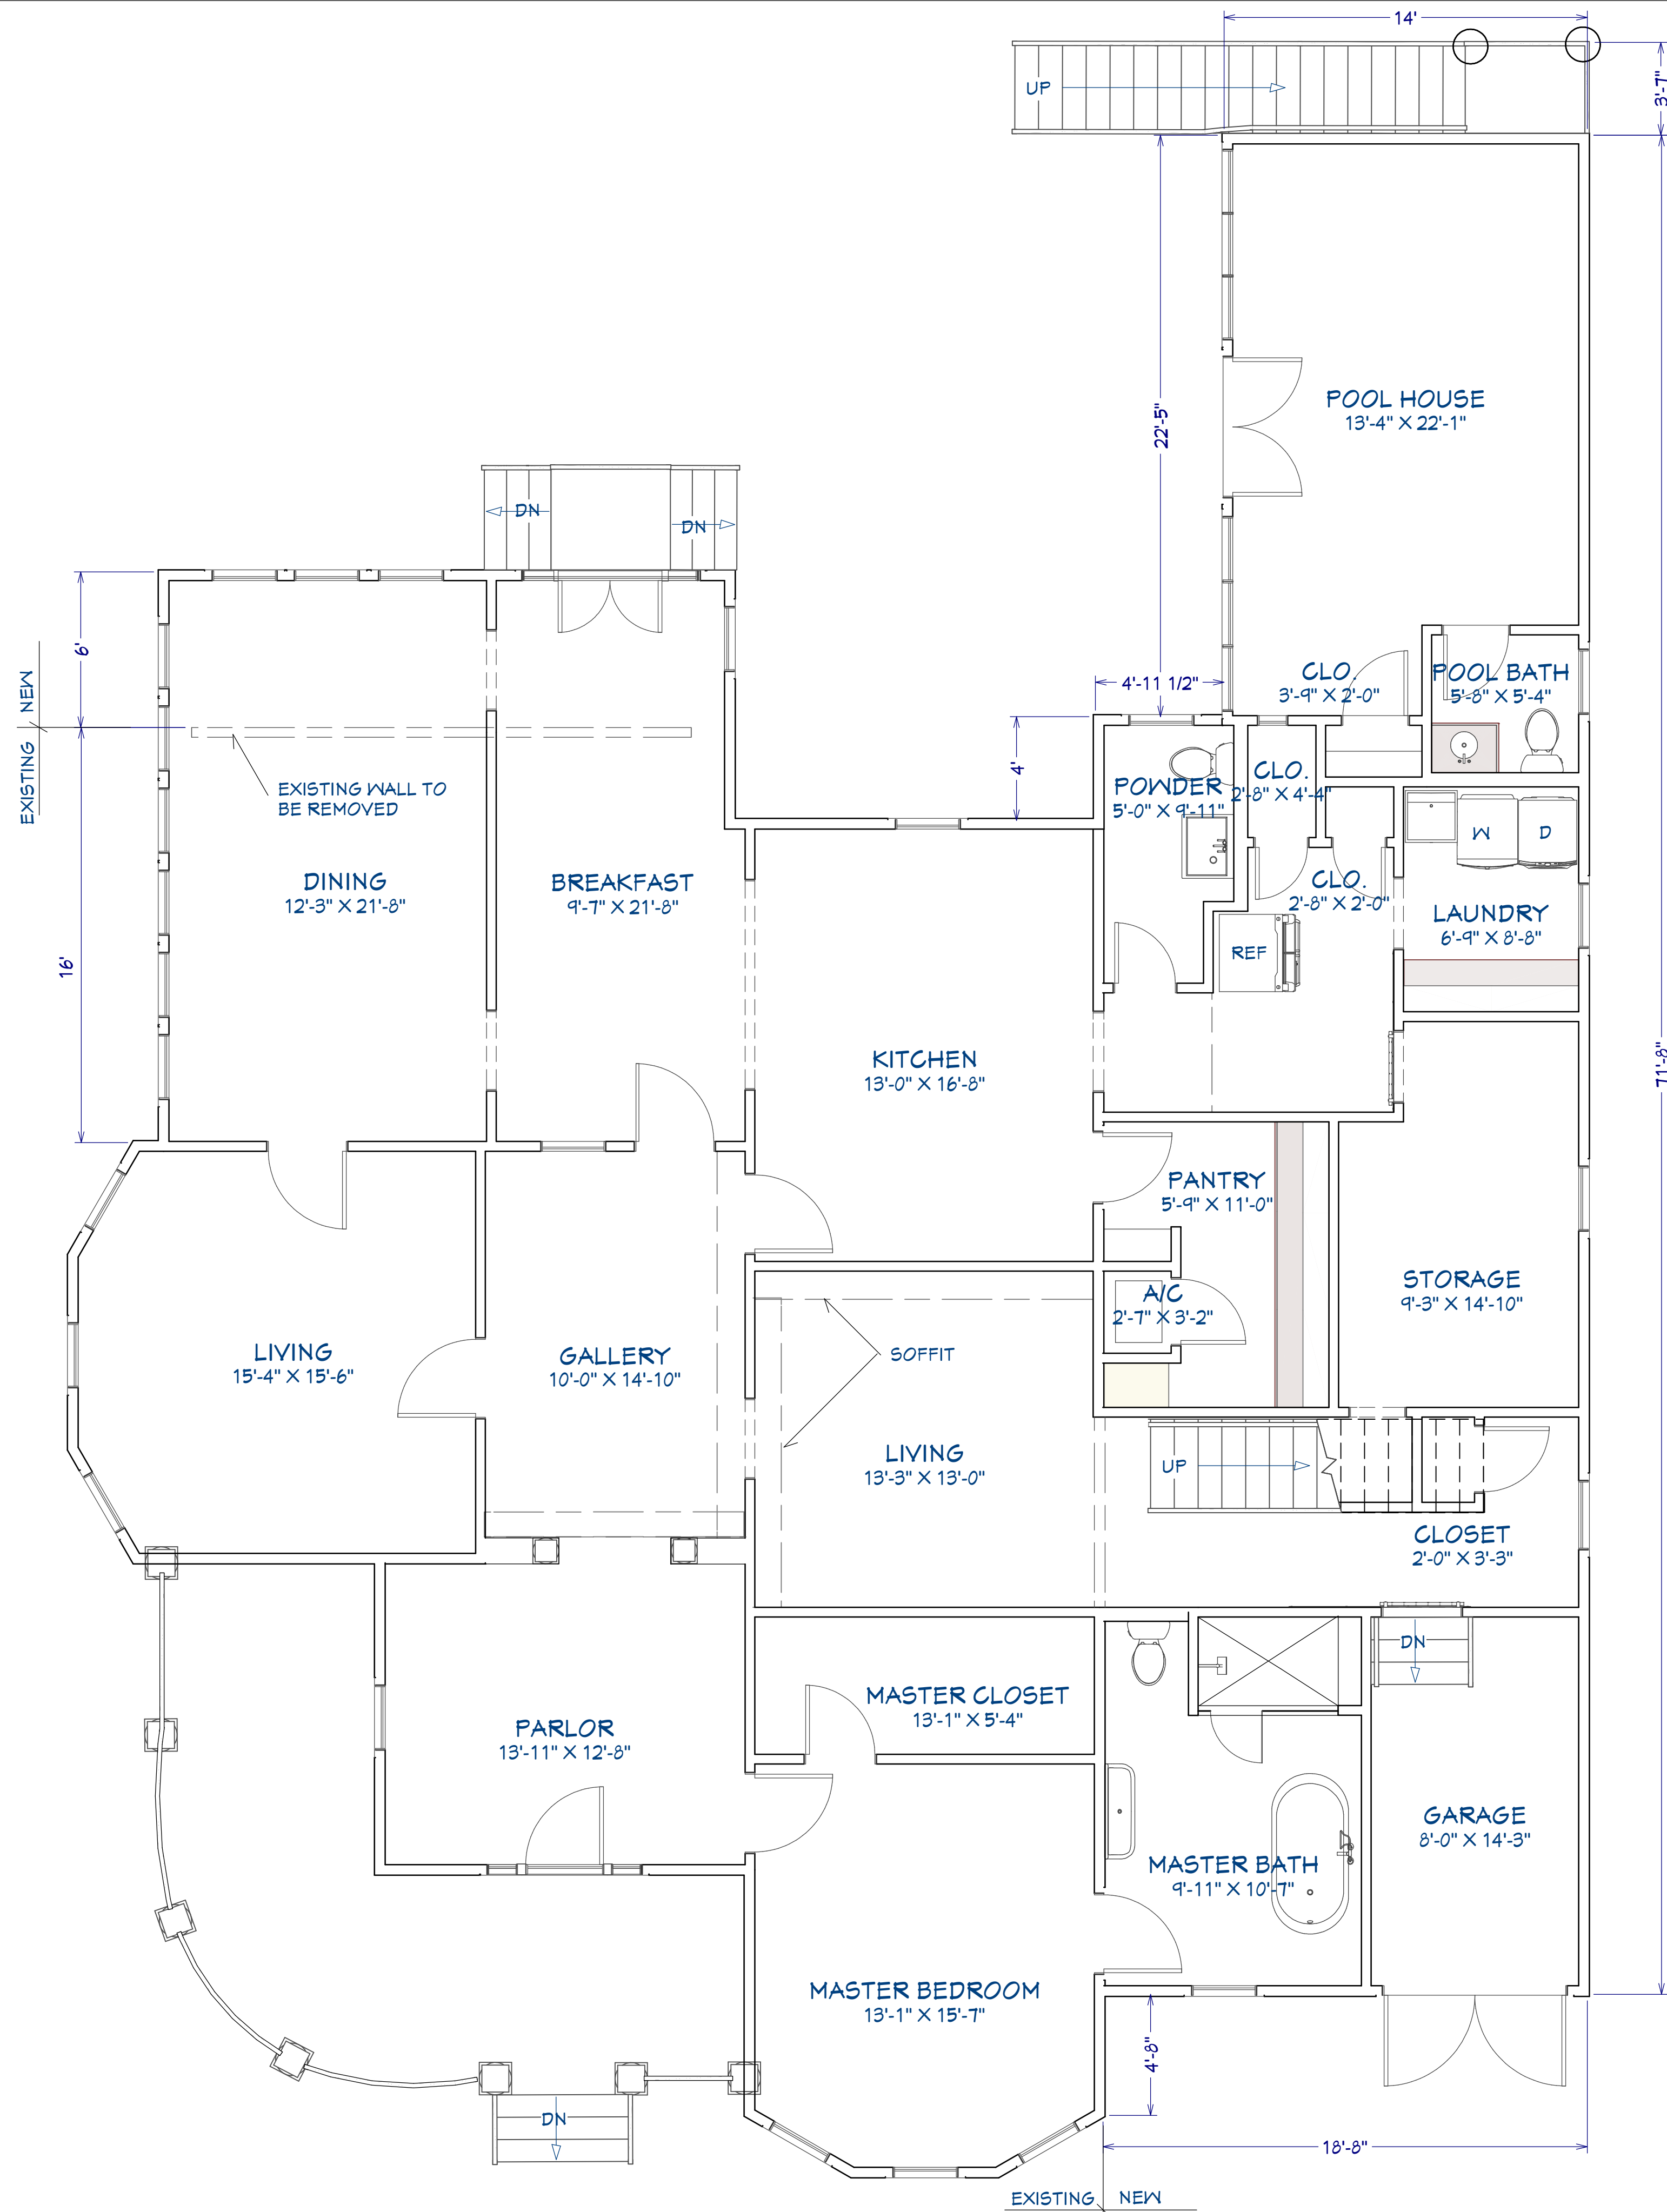 14'
UP
3'-7"
22'-5"
POOL HOUSE
13'-4" X 22'-1"
DN
DN
6'
NEW
EXISTING
CLO.
3'-9" X 2'-0"
POOL BATH
5'-8" X 5'-4"
4'-11 1/2"
4'
EXISTING WALL TO
BE REMOVED
POWDER
5'-0" X 9'-11"
CLO.
2'-8" X 4'-4"
W
D
DINING
12'-3" X 21'-8"
BREAKFAST
9'-7" X 21'-8"
CLO.
2'-8" X 2'-0"
LAUNDRY
6'-9" X 8'-8"
REF
16'
KITCHEN
13'-0" X 16'-8"
71'-8"
PANTRY
5'-9" X 11'-0"
A/C
2'-7" X 3'-2"
STORAGE
9'-3" X 14'-10"
LIVING
15'-4" X 15'-6"
GALLERY
10'-0" X 14'-10"
SOFFIT
LIVING
13'-3" X 13'-0"
UP
CLOSET
2'-0" X 3'-3"
DN
MASTER CLOSET
13'-1" X 5'-4"
PARLOR
13'-11" X 12'-8"
GARAGE
8'-0" X 14'-3"
MASTER BATH
9'-11" X 10'-7"
MASTER BEDROOM
13'-1" X 15'-7"
4'-8"
DN
18'-8"
EXISTING
NEW